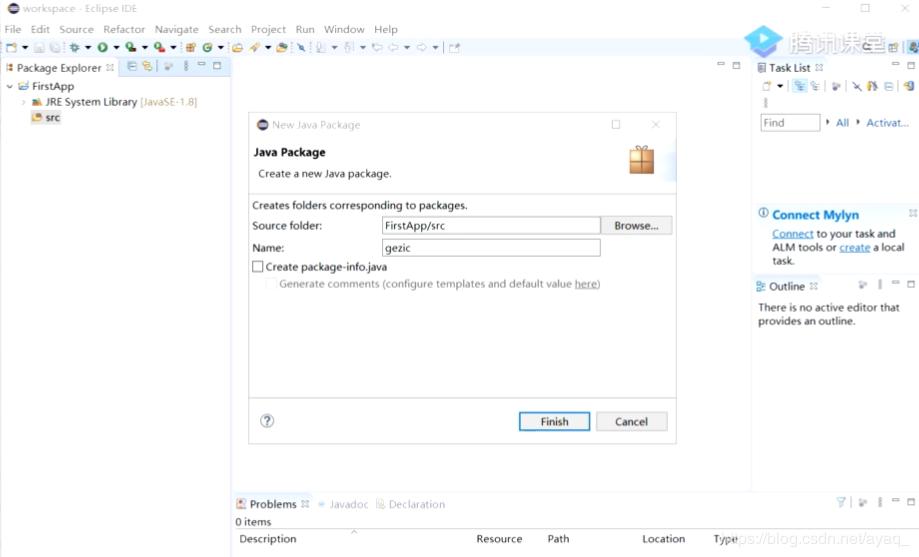 workspace - Eclipse IDE
File Edit Source Refactor Navigate Search Project Run Window Help
腾讯课堂
Package Explorer
FirstApp
JRE System Library [JavaSE-1.8]
src
New Java Package
Java Package
Create a new Java package.
Creates folders corresponding to packages.
Source folder: FirstApp/src Browse...
Name: gezic
Create package-info.java
Generate comments (configure templates and default value here)
? Finish Cancel
Task List
Find All Activat...
Connect Mylyn
Connect to your task and
ALM tools or create a local
task.
Outline
There is no active editor that
provides an outline.
Problems Javadoc Declaration
0 items
Description Resource Path Location Type
https://blog.csdn.net/ayaq_